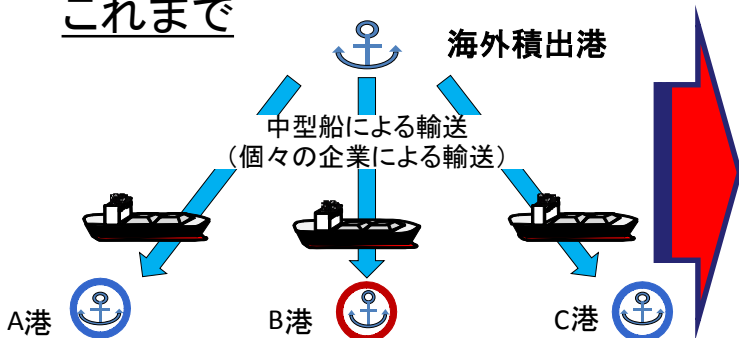 これまで
海外積出港
中型船による輸送
（個々の企業による輸送）
A港
B港
C港